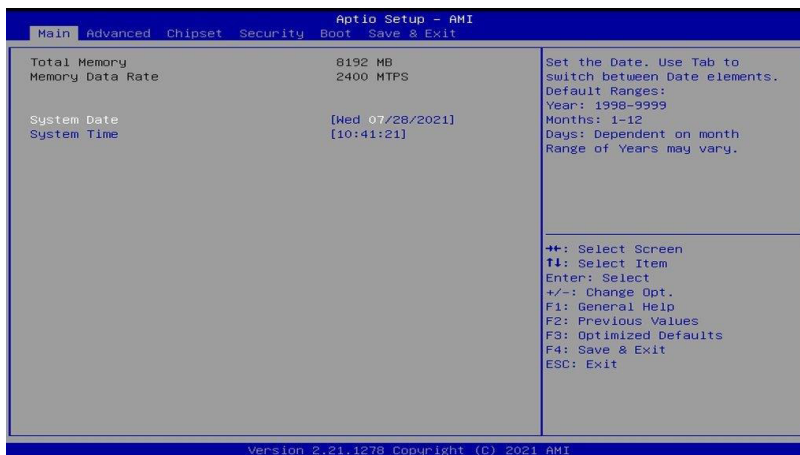 Aptio Setup – AMI
Main Advanced Chipset Security Boot Save & Exit
Total Memory 8192 MB
Memory Data Rate 2400 MTPS
System Date [Wed 07/28/2021]
System Time [10:41:21]
Set the Date. Use Tab to
switch between Date elements.
Default Ranges:
Year: 1998-9999
Months: 1-12
Days: Dependent on month
Range of Years may vary.
→←: Select Screen
↑↓: Select Item
Enter: Select
+/-: Change Opt.
F1: General Help
F2: Previous Values
F3: Optimized Defaults
F4: Save & Exit
ESC: Exit
Version 2.21.1278 Copyright (C) 2021 AMI